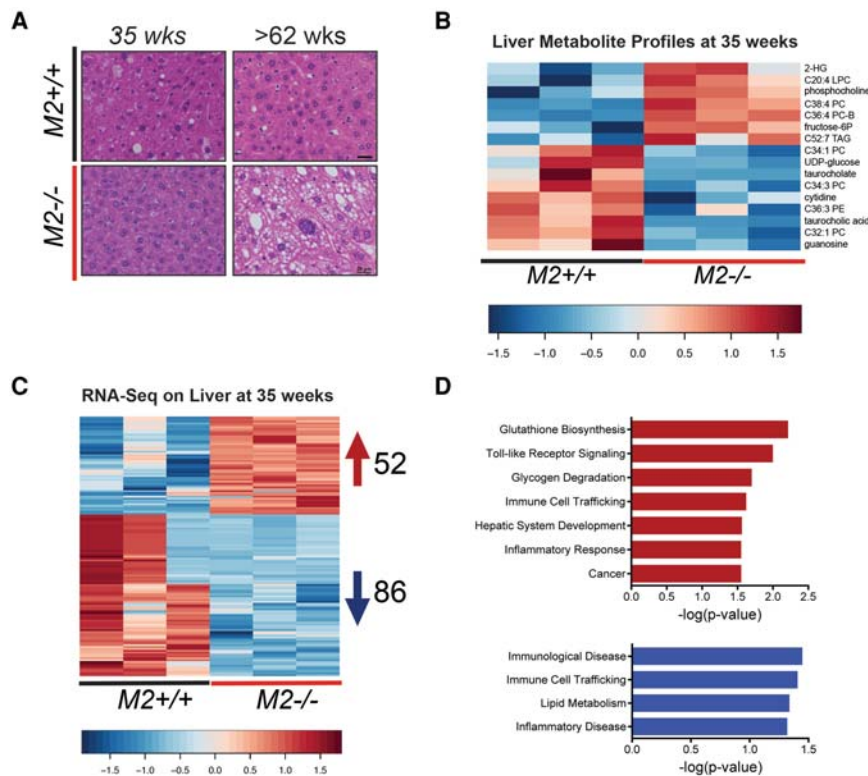 A
35 wks
>62 wks
M2+/+
M2-/-
B
Liver Metabolite Profiles at 35 weeks
2-HG
C20:4 LPC
phosphocholine
C38:4 PC
C36:4 PC-B
fructose-6P
C52:7 TAG
C34:1 PC
UDP-glucose
taurocholate
C34:3 PC
cytidine
C36:3 PE
taurocholic acid
C32:1 PC
guanosine
M2+/+ M2-/-
−1.5 −1.0 −0.5 0.0 0.5 1.0 1.5
C
RNA-Seq on Liver at 35 weeks
52
86
M2+/+ M2-/-
−1.5 −1.0 −0.5 0.0 0.5 1.0 1.5
D
Glutathione Biosynthesis
Toll-like Receptor Signaling
Glycogen Degradation
Immune Cell Trafficking
Hepatic System Development
Inflammatory Response
Cancer
0.0 0.5 1.0 1.5 2.0 2.5
-log(p-value)
Immunological Disease
Immune Cell Trafficking
Lipid Metabolism
Inflammatory Disease
0.0 0.5 1.0 1.5
-log(p-value)